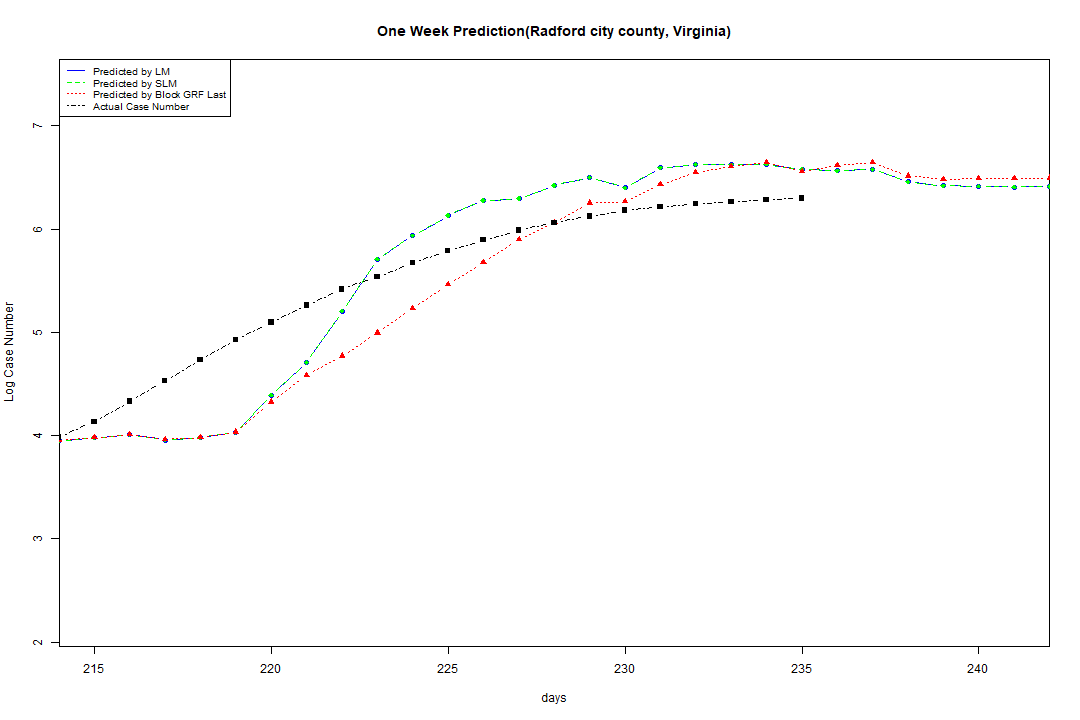 One Week Prediction(Radford city county, Virginia)
Predicted by LM
Predicted by SLM
Predicted by Block GRF Last
Actual Case Number
7
6
5
4
3
2
Log Case Number
215 220 225 230 235 240
days